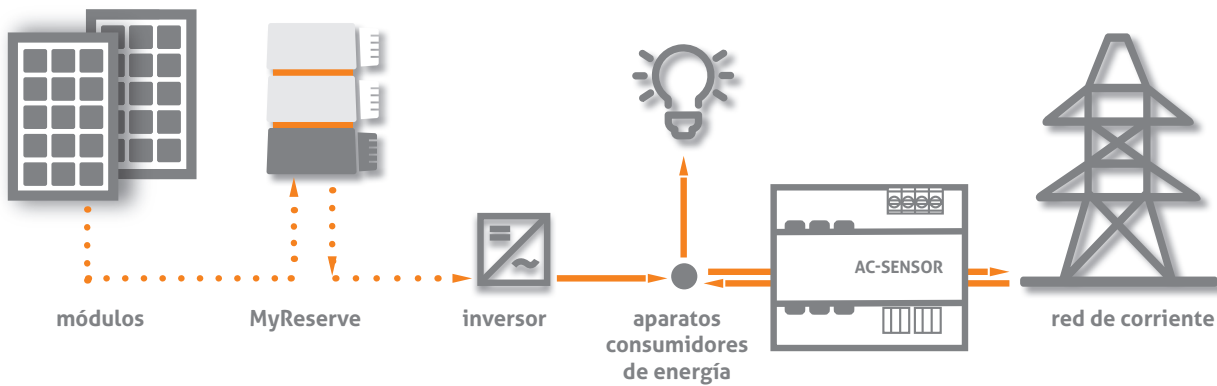 AC-SENSOR
módulos
MyReserve
inversor
aparatos
consumidores
de energía
red de corriente